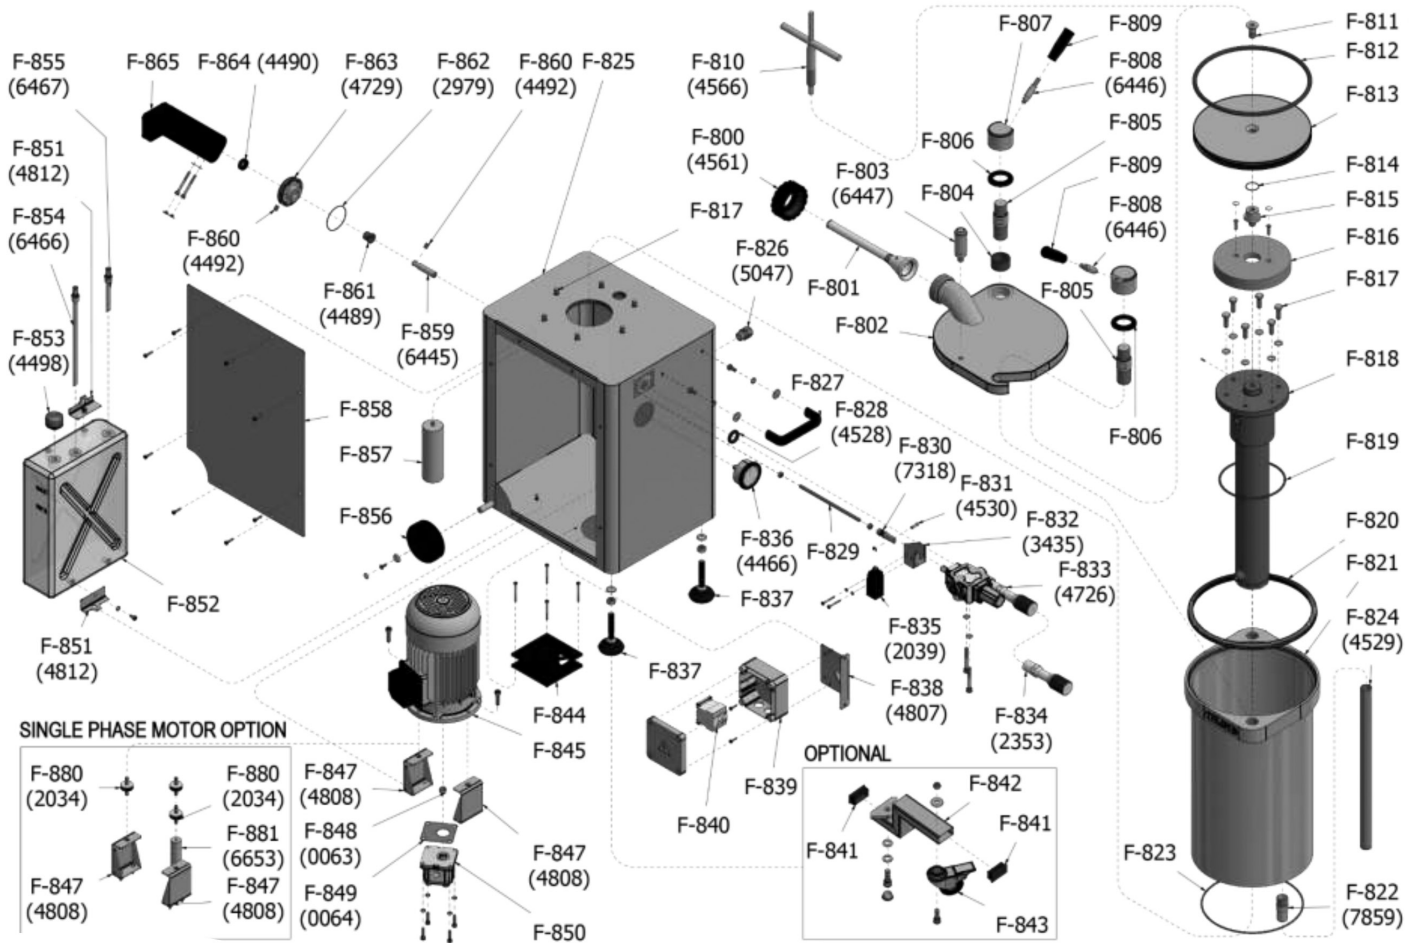 F-855
(6467)
F-865
F-864 (4490)
F-863
(4729)
F-862
(2979)
F-860
(4492)
F-825
F-810
(4566)
F-807
F-809
F-808
(6446)
F-811
F-812
F-813
F-851
(4812)
F-854
(6466)
F-800
(4561)
F-806
F-805
F-803
(6447)
F-804
F-809
F-808
(6446)
F-814
F-815
F-816
F-817
F-860
(4492)
F-817
F-826
(5047)
F-861
(4489)
F-859
(6445)
F-801
F-802
F-805
F-853
(4498)
F-818
F-858
F-857
F-856
F-827
F-828
(4528)
F-830
(7318)
F-831
(4530)
F-832
(3435)
F-806
F-819
F-820
F-821
F-836
(4466)
F-829
F-833
(4726)
F-824
(4529)
F-852
F-851
(4812)
F-837
F-835
(2039)
F-837
F-838
(4807)
F-834
(2353)
F-844
F-845
SINGLE PHASE MOTOR OPTION
F-880
(2034)
F-880
(2034)
F-881
(6653)
F-847
(4808)
F-847
(4808)
F-847
(4808)
F-848
(0063)
F-849
(0064)
F-847
(4808)
F-850
F-839
F-840
OPTIONAL
F-842
F-841
F-841
F-843
F-823
F-822
(7859)